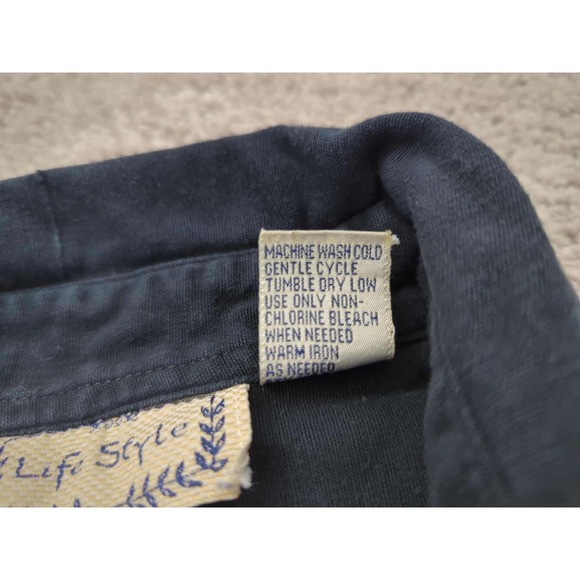 MACHINE WASH COLD
GENTLE CYCLE
TUMBLE DRY LOW
USE ONLY NON-
CHLORINE BLEACH
WHEN NEEDED
WARM IRON
AS NEEDED
Life Style